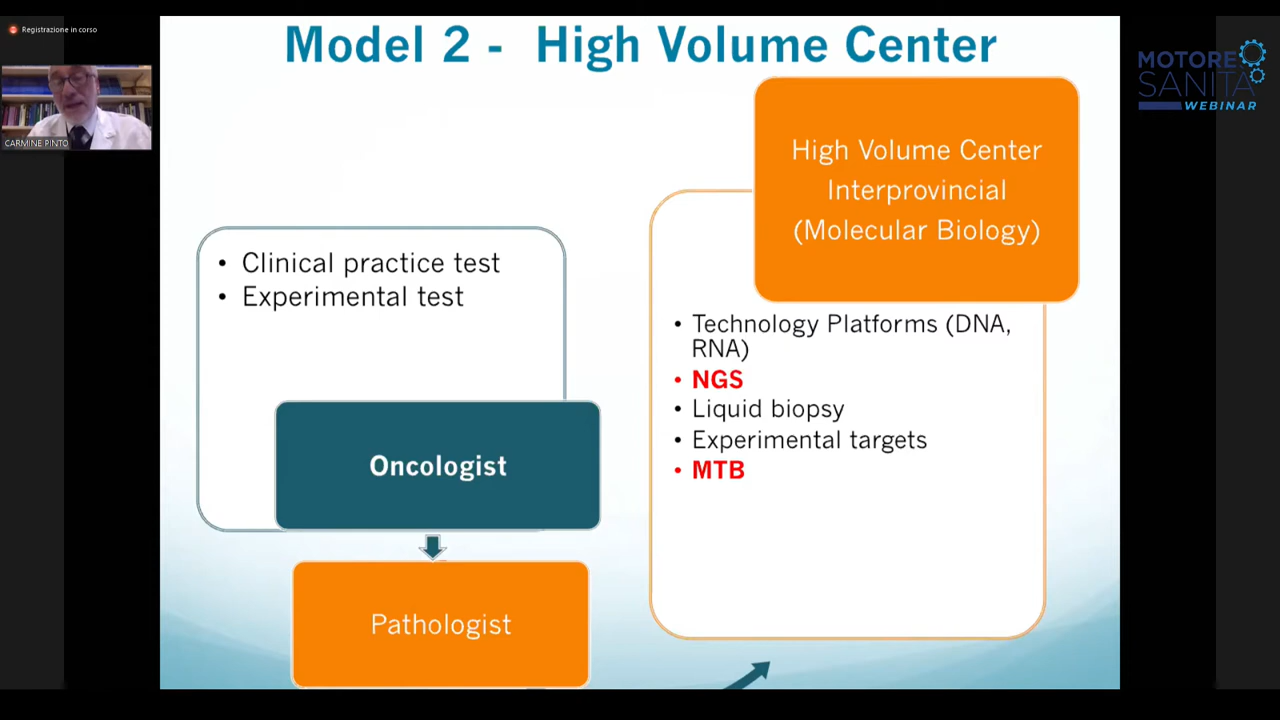 Registrazione in corso
CARMINE PINTO
Model 2 - High Volume Center
MOTORE
SANITA
WEBINAR
High Volume Center
Interprovincial
(Molecular Biology)
• Clinical practice test
• Experimental test
Oncologist
Pathologist
• Technology Platforms (DNA,
RNA)
• NGS
• Liquid biopsy
• Experimental targets
• MTB